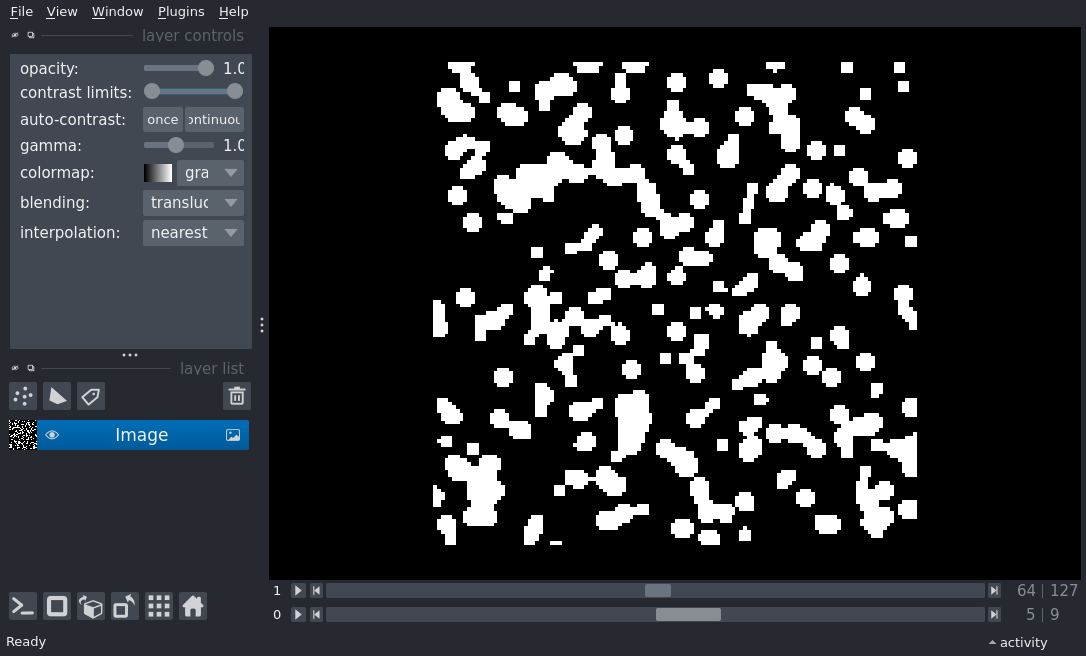 File View Window Plugins Help
layer controls
opacity: 1.0
contrast limits:
auto-contrast: once ontinuou
gamma: 1.0
colormap: gra
blending: transluc
interpolation: nearest
layer list
Image
1 64 | 127
0 5 | 9
Ready activity